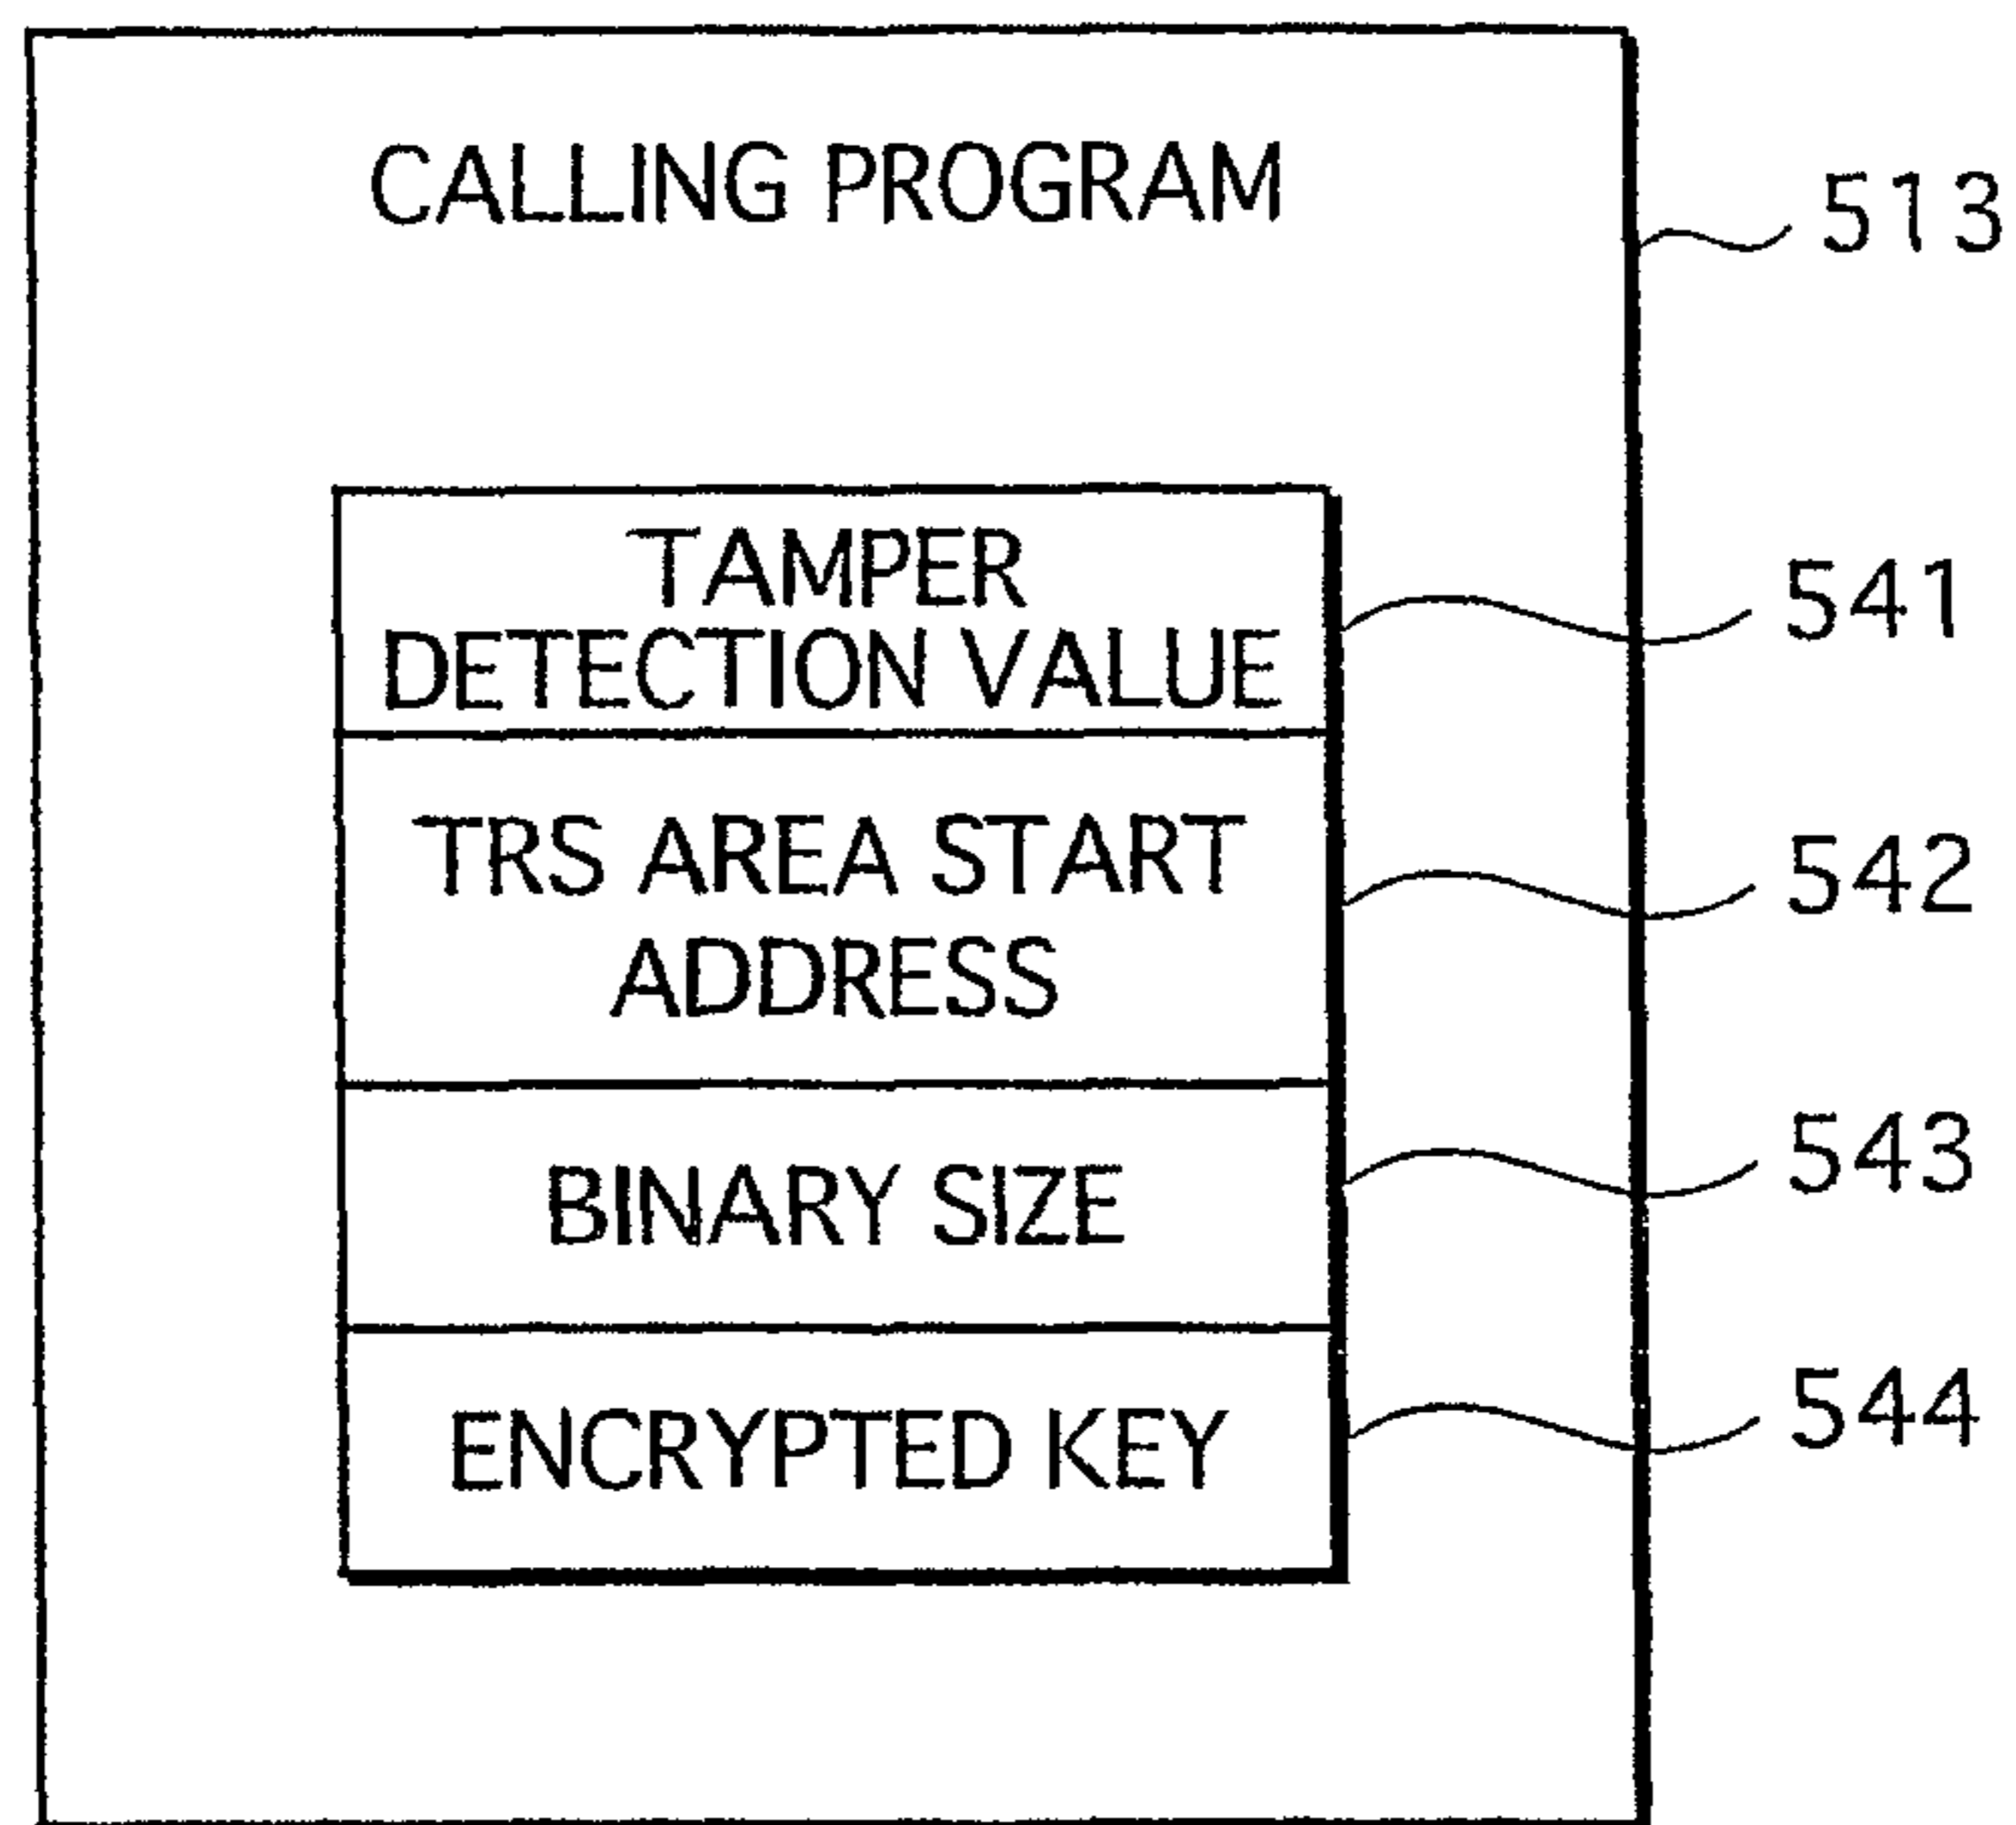 CALLING PROGRAM
513
TAMPER
DETECTION VALUE
541
TRS AREA START
ADDRESS
542
BINARY SIZE
543
ENCRYPTED KEY
544